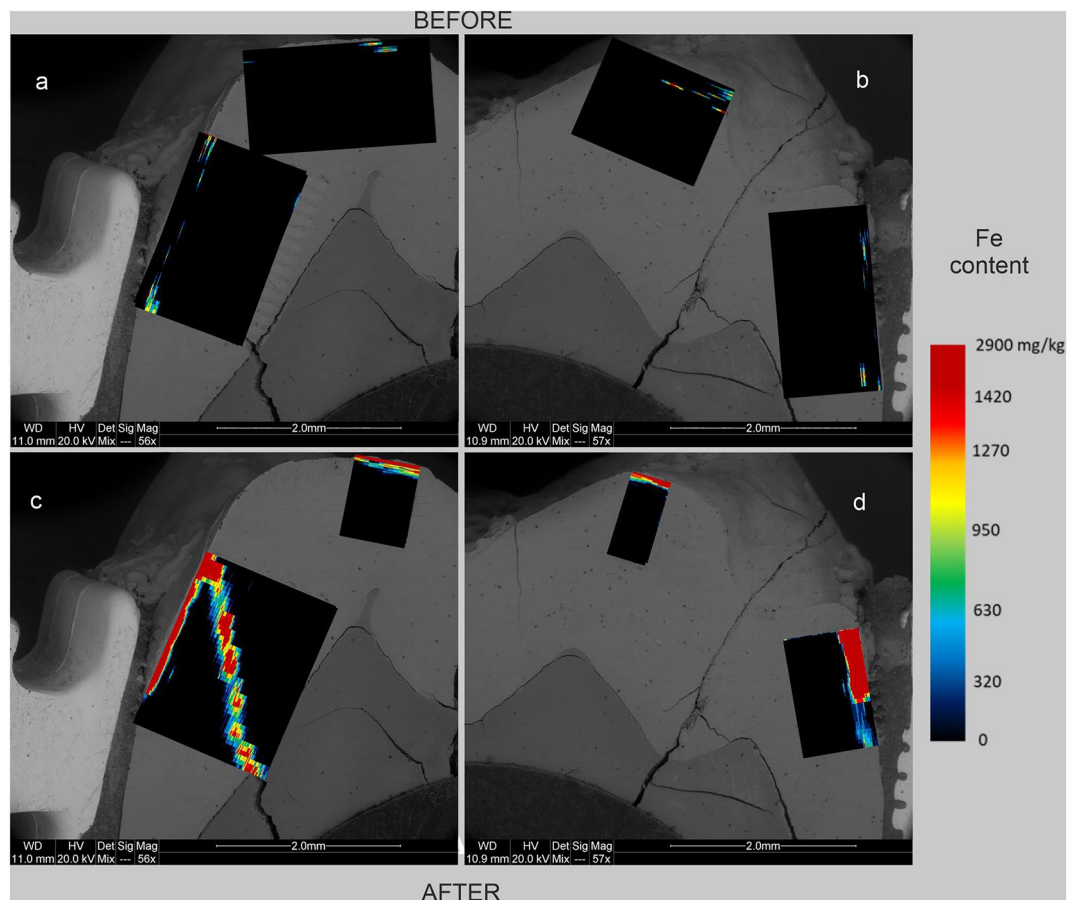 BEFORE
a
b
WD HV Det Sig Mag
11.0 mm 20.0 kV Mix --- 56x
2.0mm
WD HV Det Sig Mag
10.9 mm 20.0 kV Mix --- 57x
2.0mm
Fe
content
2900 mg/kg
1420
1270
950
630
320
0
c
d
WD HV Det Sig Mag
11.0 mm 20.0 kV Mix --- 56x
2.0mm
WD HV Det Sig Mag
10.9 mm 20.0 kV Mix --- 57x
2.0mm
AFTER